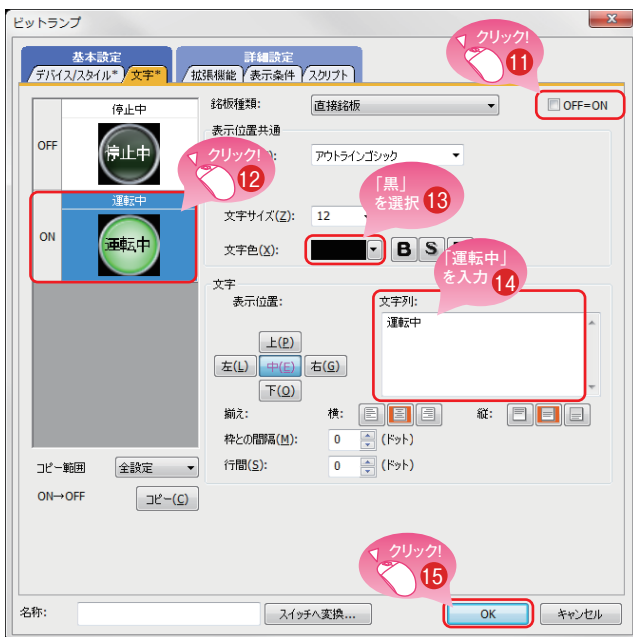 ビットランプ
基本設定
詳細設定
デバイス/スタイル*
文字*
拡張機能
表示条件
スクリプト
クリック!
11
停止中
OFF
停止中
運転中
ON
運転中
クリック!
12
銘板種類:
直接銘板
OFF=ON
表示位置共通
アウトラインゴシック
「黒」
を選択 13
文字サイズ(Z):
12
文字色(X):
B S
「運転中」
を入力 14
文字
表示位置:
文字列:
運転中
上(P)
左(L) 中(E) 右(G)
下(O)
揃え:
横:
縦:
枠との間隔(M):
0
(ドット)
行間(S):
0
(ドット)
コピー範囲
全設定
ON→OFF
コピー(C)
クリック!
15
名称:
スイッチへ変換...
OK
キャンセル